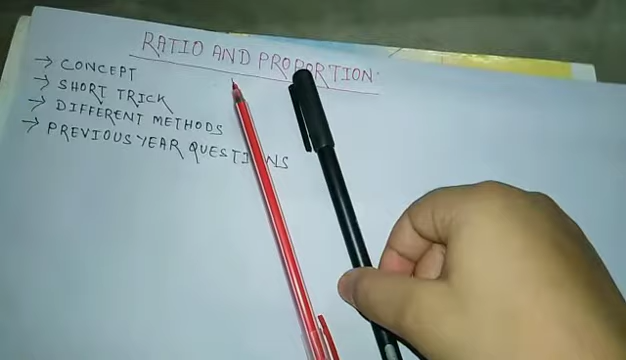 RATIO AND PROPORTION
→ CONCEPT
→ SHORT TRICK
→ DIFFERENT METHODS
→ PREVIOUS YEAR QUESTIONS